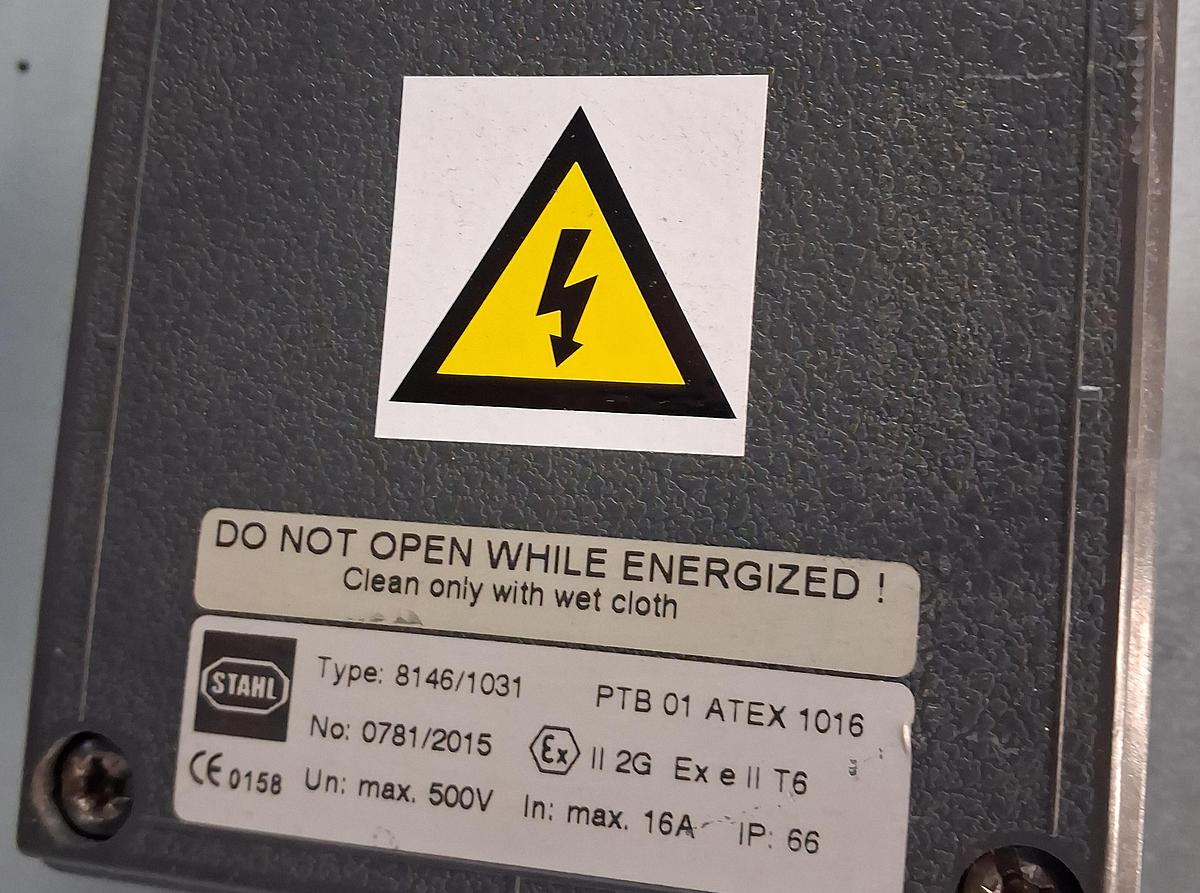 DO NOT OPEN WHILE ENERGIZED !
Clean only with wet cloth
STAHL
Type: 8146/1031 PTB 01 ATEX 1016
No: 0781/2015 Ex II 2G Ex e II T6
CE 0158 Un: max. 500V In: max. 16A IP: 66